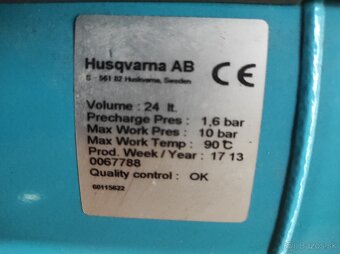 Husqvarna AB
S - 561 82 Huskvarna, Sweden
CE
Volume : 24 lt.
Precharge Pres : 1,6 bar
Max Work Pres : 10 bar
Max Work Temp : 90℃
Prod. Week / Year : 17 13
0067788
Quality control : OK
60115622